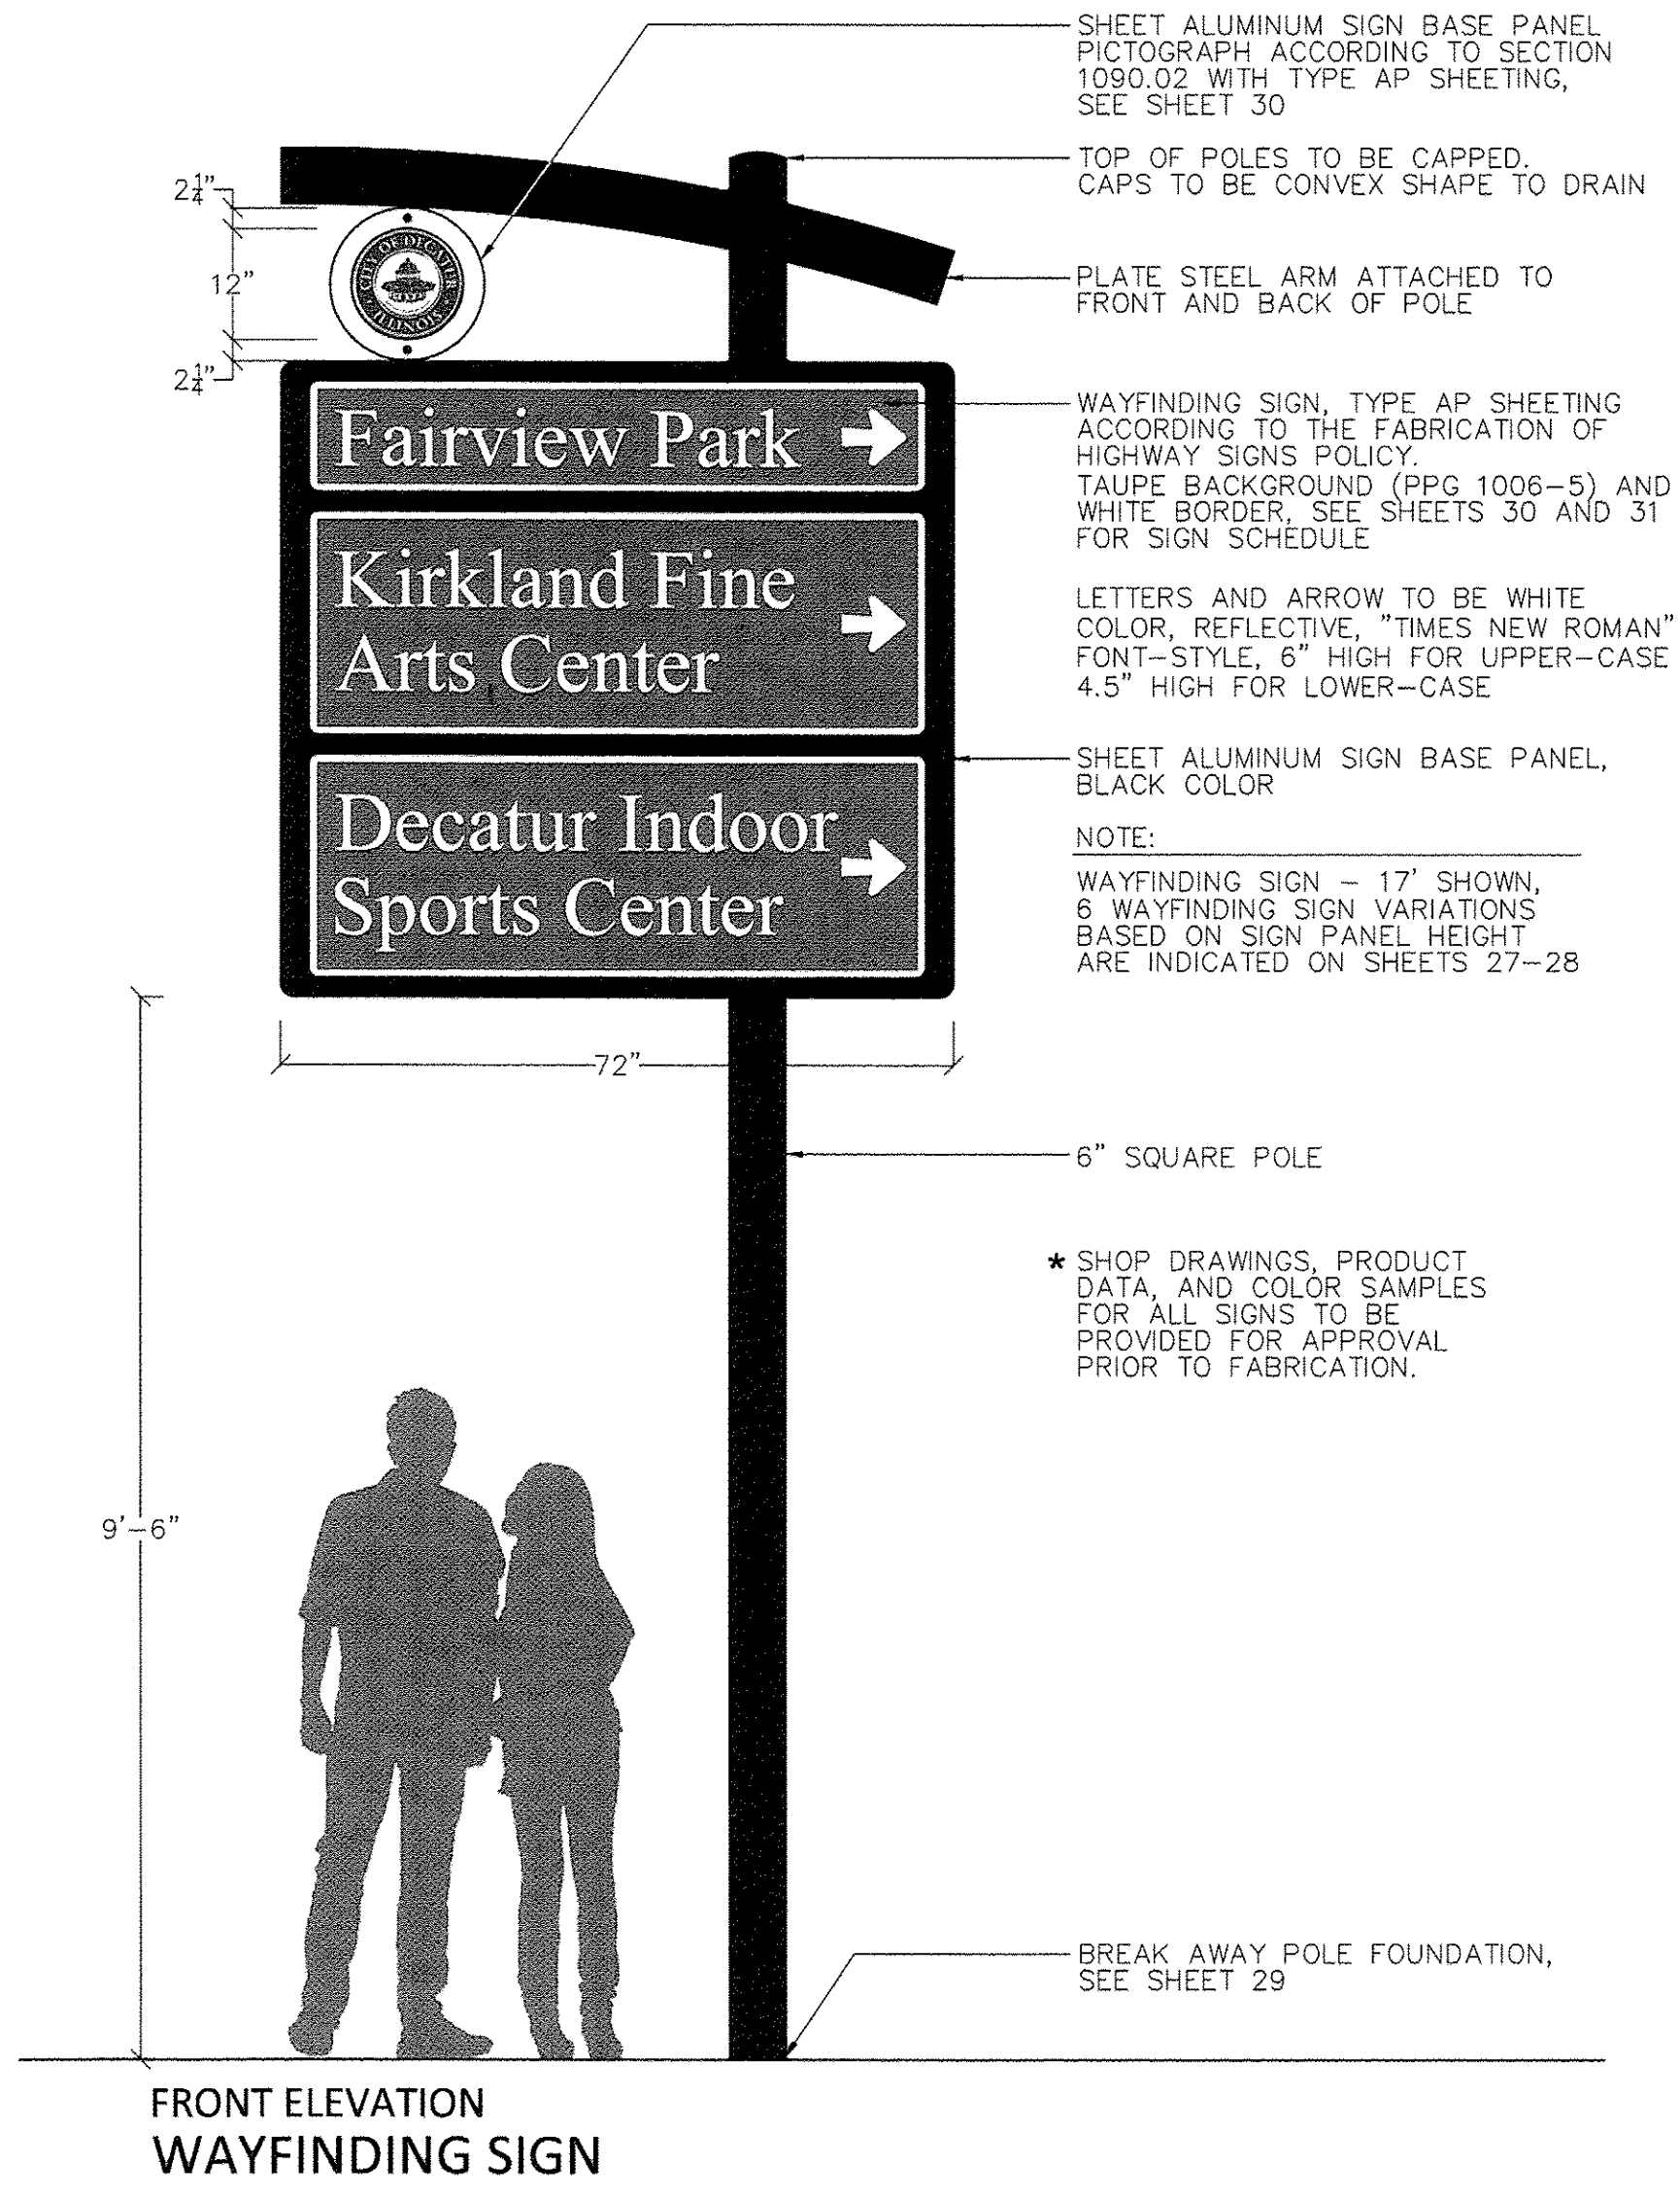 SHEET ALUMINUM SIGN BASE PANEL
PICTOGRAPH ACCORDING TO SECTION
1090.02 WITH TYPE AP SHEETING,
SEE SHEET 30
TOP OF POLES TO BE CAPPED.
CAPS TO BE CONVEX SHAPE TO DRAIN
2 1/4"
12"
2 1/4"
CITY OF DECATUR
ILLINOIS
PLATE STEEL ARM ATTACHED TO
FRONT AND BACK OF POLE
Fairview Park
Kirkland Fine
Arts Center
Decatur Indoor
Sports Center
WAYFINDING SIGN, TYPE AP SHEETING
ACCORDING TO THE FABRICATION OF
HIGHWAY SIGNS POLICY.
TAUPE BACKGROUND (PPG 1006-5) AND
WHITE BORDER, SEE SHEETS 30 AND 31
FOR SIGN SCHEDULE
LETTERS AND ARROW TO BE WHITE
COLOR, REFLECTIVE, "TIMES NEW ROMAN"
FONT-STYLE, 6" HIGH FOR UPPER-CASE
4.5" HIGH FOR LOWER-CASE
SHEET ALUMINUM SIGN BASE PANEL,
BLACK COLOR
NOTE:
WAYFINDING SIGN - 17' SHOWN,
6 WAYFINDING SIGN VARIATIONS
BASED ON SIGN PANEL HEIGHT
ARE INDICATED ON SHEETS 27-28
72"
6" SQUARE POLE
* SHOP DRAWINGS, PRODUCT
DATA, AND COLOR SAMPLES
FOR ALL SIGNS TO BE
PROVIDED FOR APPROVAL
PRIOR TO FABRICATION.
9'-6"
BREAK AWAY POLE FOUNDATION,
SEE SHEET 29
FRONT ELEVATION
WAYFINDING SIGN